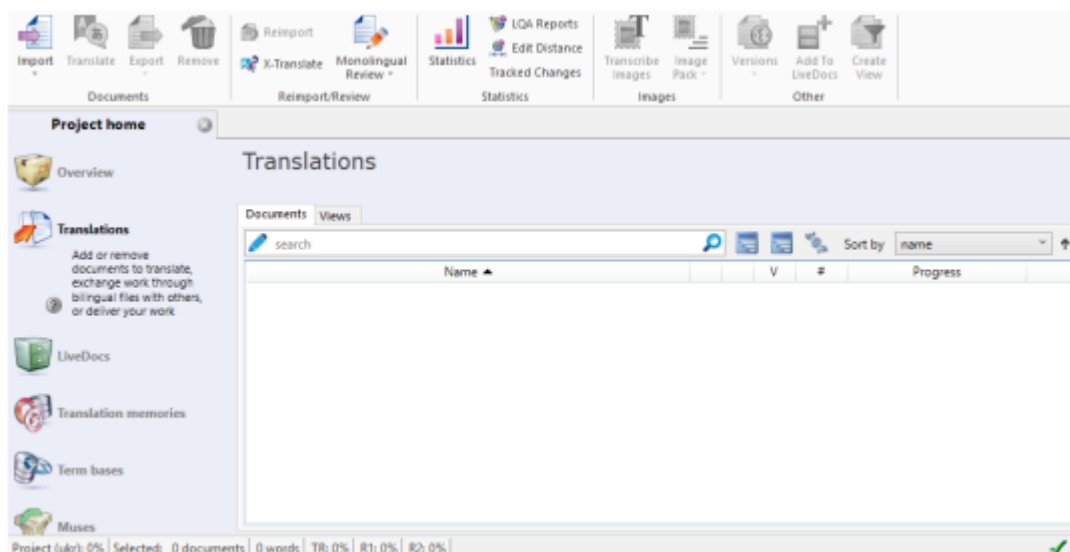 Import Translate Export Remove
Documents
Reimport
X-Translate
Monolingual
Review
Reimport/Review
Statistics
LQA Reports
Edit Distance
Tracked Changes
Statistics
Transcribe
Images
Image
Pack
Images
Versions
Add To
LiveDocs
Create
View
Other
Project home
Overview
Translations
Add or remove
documents to translate,
exchange work through
bilingual files with others,
or deliver your work
LiveDocs
Translation memories
Term bases
Muses
Translations
Documents Views
search
Sort by name
Name V # Progress
Project (ukr): 0% Selected: 0 documents 0 words TR: 0% R1: 0% R2: 0%